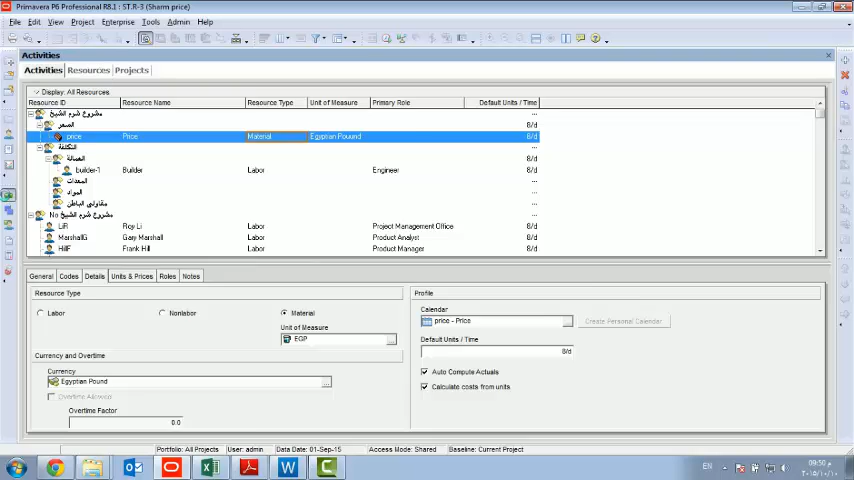 Primavera P6 Professional R8.1 : ST.R-3 (Sharm price)
File Edit View Project Enterprise Tools Admin Help
Activities
Activities Resources Projects
Display: All Resources
Resource ID Resource Name Resource Type Unit of Measure Primary Role Default Units / Time
مشروع شرم الشيخ ...
السعر 8/d
price Price Material Egyptian Pouund 8/d
التكلفة ...
العمالة 8/d
builder-1 Builder Labor Engineer 8/d
المعدات ...
المواد ...
مقاولى الباطن ...
No مشروع شرم الشيخ ...
LiR Roy Li Labor Project Management Office 8/d
MarshallG Gary Marshall Labor Product Analyst 8/d
HillF Frank Hill Labor Product Manager 8/d
General Codes Details Units & Prices Roles Notes
Resource Type
Labor Nonlabor Material
Unit of Measure
EGP
Currency and Overtime
Currency
Egyptian Pound
Overtime Allowed
Overtime Factor
0.0
Profile
Calendar
price - Price
Create Personal Calendar
Default Units / Time
8/d
Auto Compute Actuals
Calculate costs from units
Portfolio: All Projects User: admin Data Date: 01-Sep-15 Access Mode: Shared Baseline: Current Project
EN
09:50 م
٢٠١٥/١٠/١٠